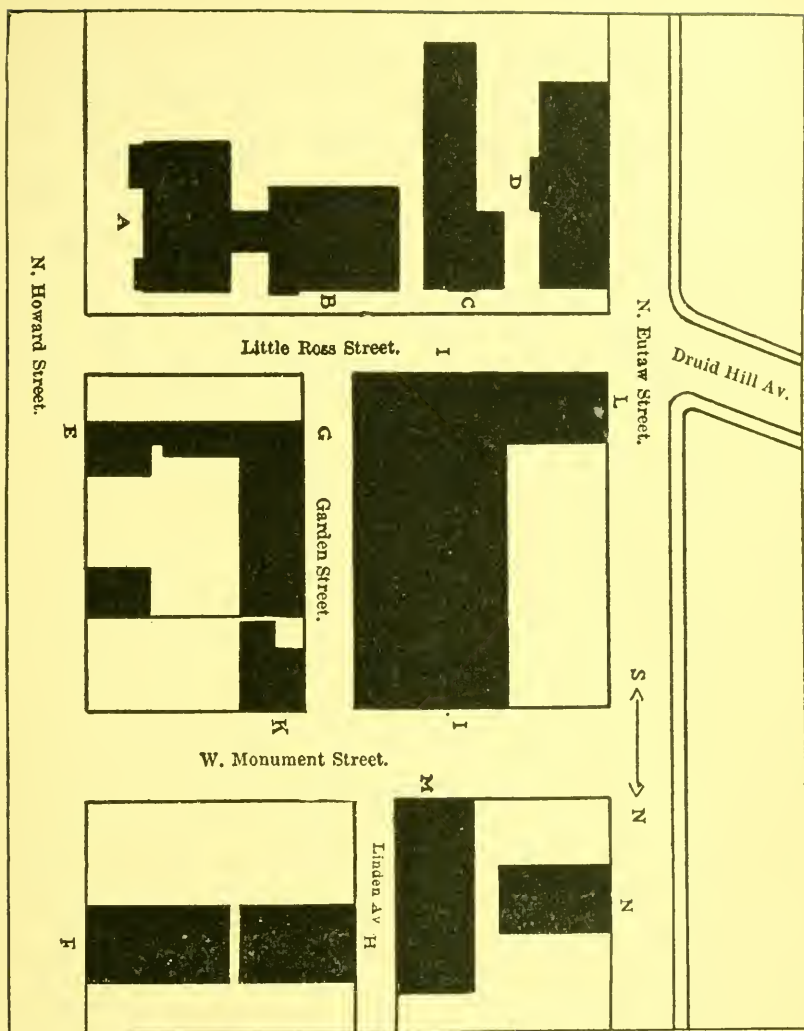 A
B
C
D
N. Howard Street.
Little Ross Street.
I
N. Eutaw Street.
Druid Hill Av.
E
G
L
Garden Street.
S
N
K
I
W. Monument Street.
M
Linden Av
F
H
N